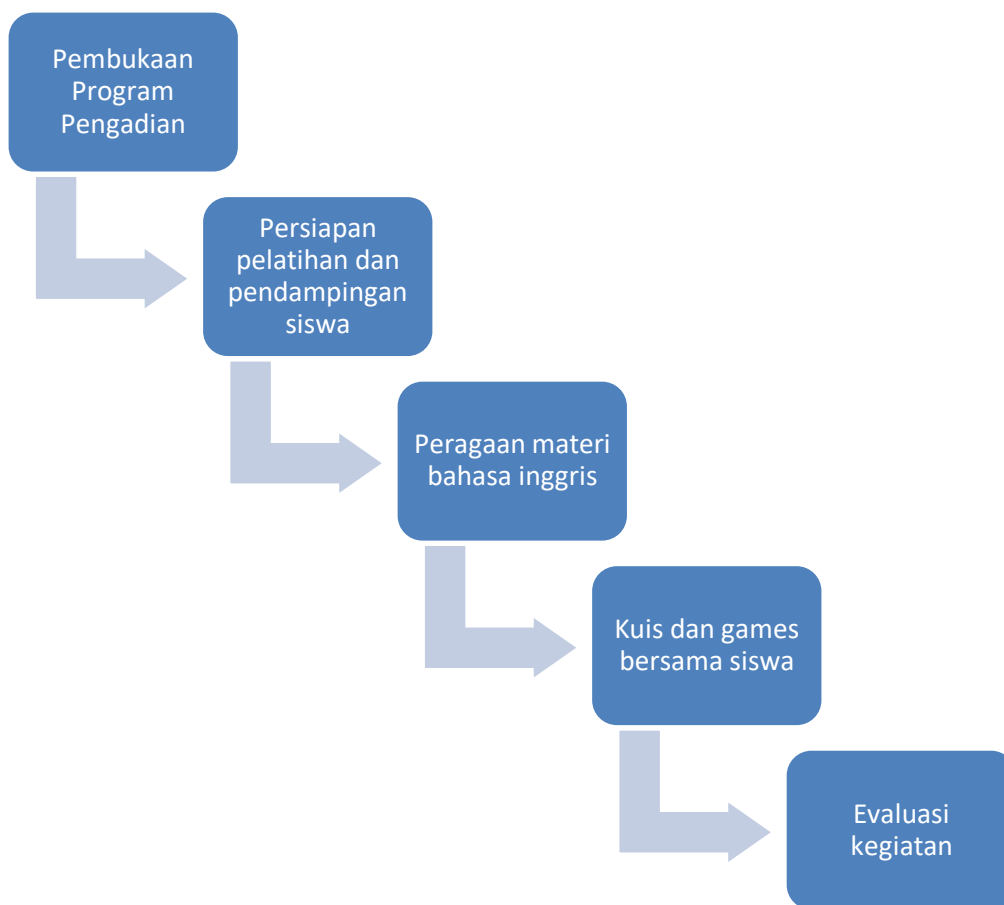 Pembukaan
Program
Pengadian
Persiapan
pelatihan dan
pendampingan
siswa
Peragaan materi
bahasa inggris
Kuis dan games
bersama siswa
Evaluasi
kegiatan